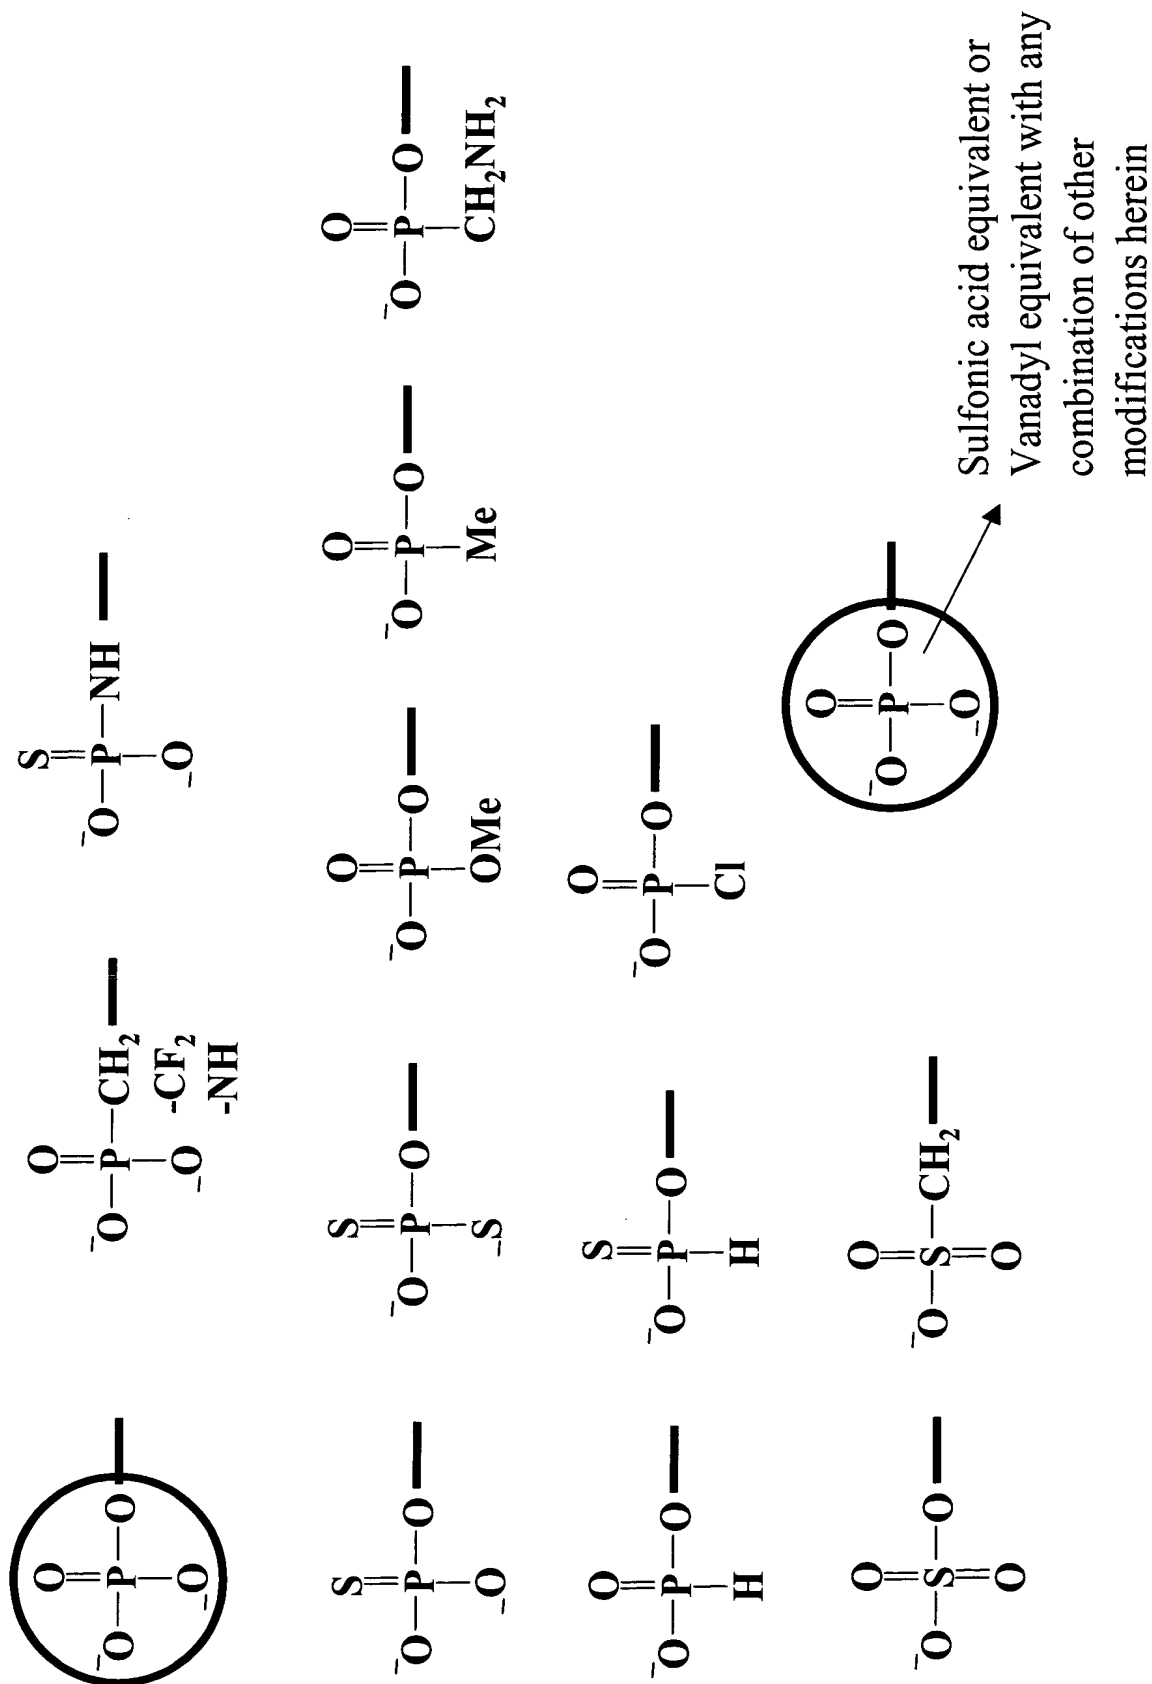 O O S
⁻O—P—O ⁻O—P—CH₂ ⁻O—P—NH
O⁻ O⁻ -CF₂ O⁻
-NH
S S O O O
⁻O—P—O ⁻O—P—O ⁻O—P—O ⁻O—P—O ⁻O—P—O
O⁻ S⁻ OMe Me CH₂NH₂
O S O
⁻O—P—O ⁻O—P—O ⁻O—P—O
H H Cl
O O O
⁻O—S—O ⁻O—S—CH₂ ⁻O—P—O
O O O⁻
Sulfonic acid equivalent or
Vanadyl equivalent with any
combination of other
modifications herein